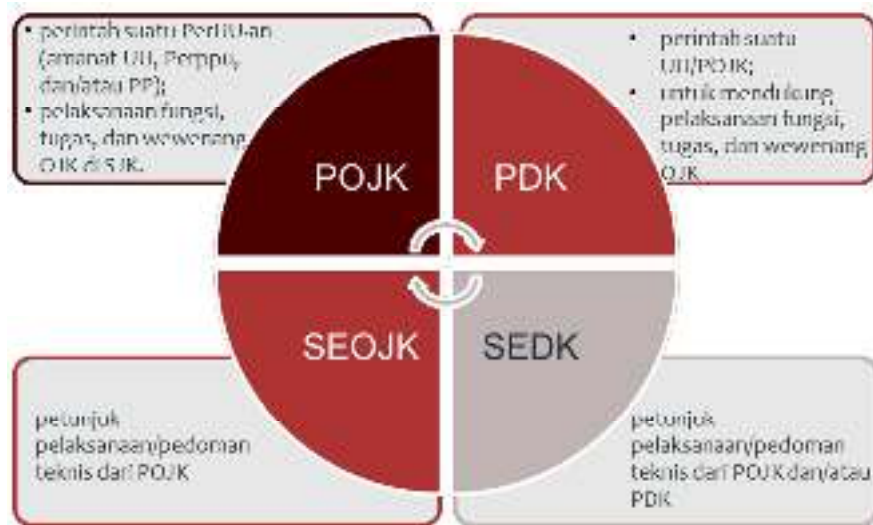 • perintah suatu PerUU-an
(amanat UU, Perppu,
dan/atau PP);
• pelaksanaan fungsi,
tugas, dan wewenang
OJK di SJK.
POJK
• perintah suatu
UU/POJK;
• untuk mendukung
pelaksanaan fungsi,
tugas, dan wewenang
OJK
PDK
SEOJK
petunjuk
pelaksanaan/pedoman
teknis dari POJK
SEDK
petunjuk
pelaksanaan/pedoman
teknis dari POJK dan/atau
PDK